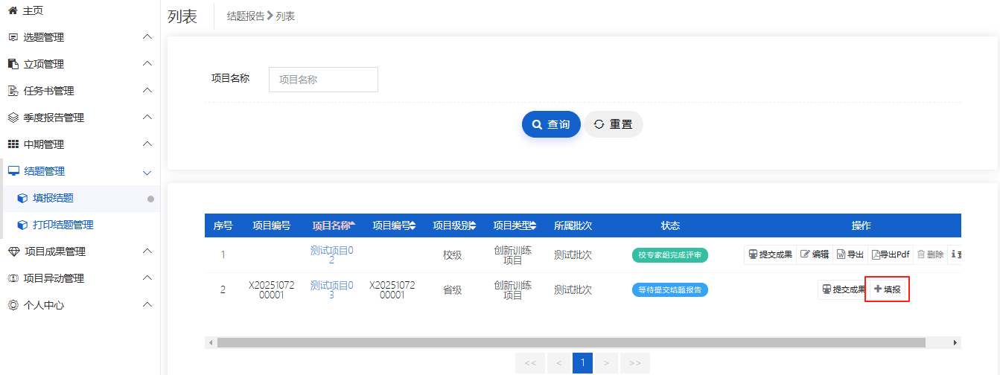 主页
选题管理
立项管理
任务书管理
季度报告管理
中期管理
结题管理
填报结题
打印结题管理
项目成果管理
项目异动管理
个人中心
列表
结题报告 列表
项目名称 项目名称
查询 重置
序号 项目编号 项目名称 项目编号 项目级别 项目类型 所属批次 状态 操作
1 测试项目0
2 校级 创新训练
项目 测试批次 校专家组完成评审 提交成果 编辑 导出 导出Pdf 删除
2 X20251072
00001 测试项目0
3 X20251072
00001 省级 创新训练
项目 测试批次 等待提交结题报告 提交成果 填报
<< < 1 > >>